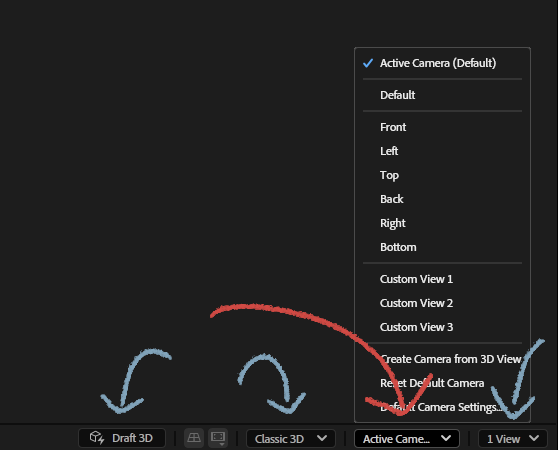 Active Camera (Default)
Default
Front
Left
Top
Back
Right
Bottom
Custom View 1
Custom View 2
Custom View 3
Create Camera from 3D View
Reset Default Camera
Default Camera Settings...
Draft 3D
Classic 3D
Active Came...
1 View